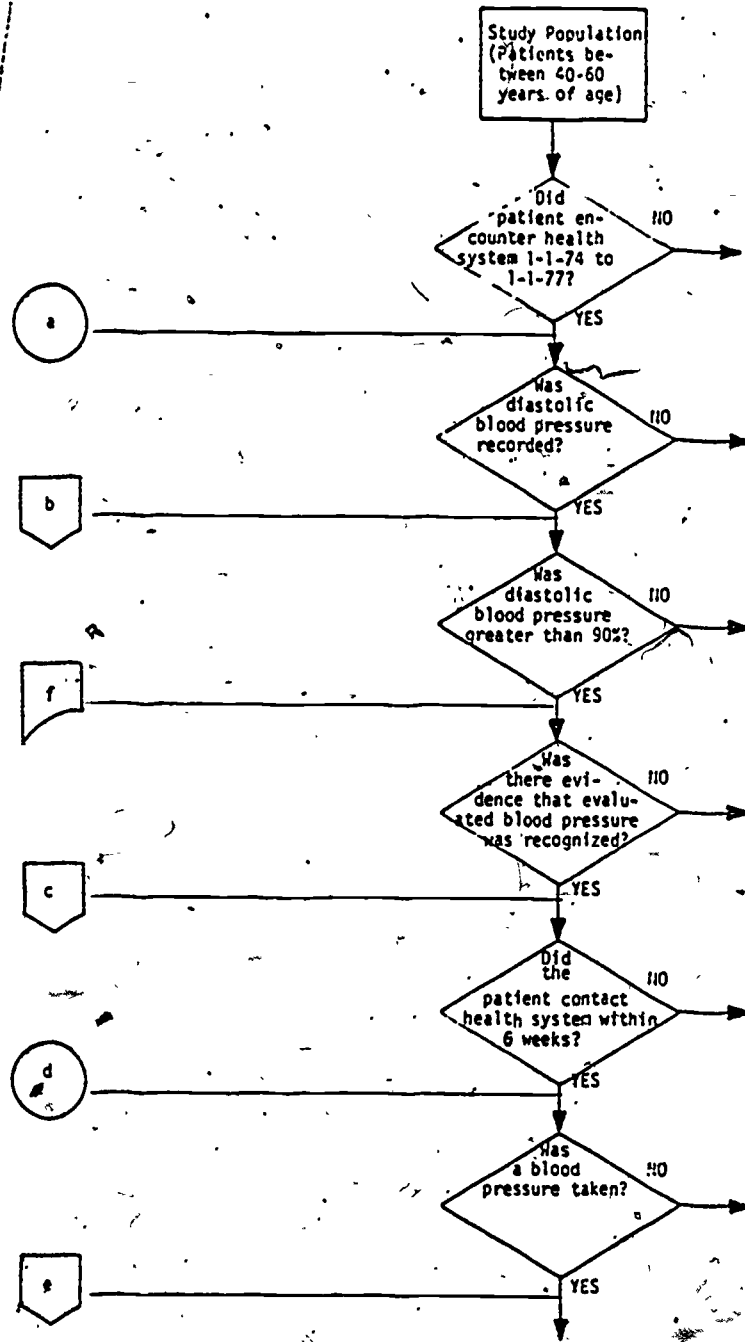 Study Population
(Patients be-
tween 40-60
years of age)
Did
patient en-
counter health
system 1-1-74 to
1-1-77?
NO
YES
a
Was
diastolic
blood pressure
recorded?
NO
YES
b
Was
diastolic
blood pressure
greater than 90%?
NO
YES
f
Was
there evi-
dence that evalu-
ated blood pressure
was recognized?
NO
YES
c
Did
the
patient contact
health system within
6 weeks?
NO
YES
d
Was
a blood
pressure taken?
NO
YES
e